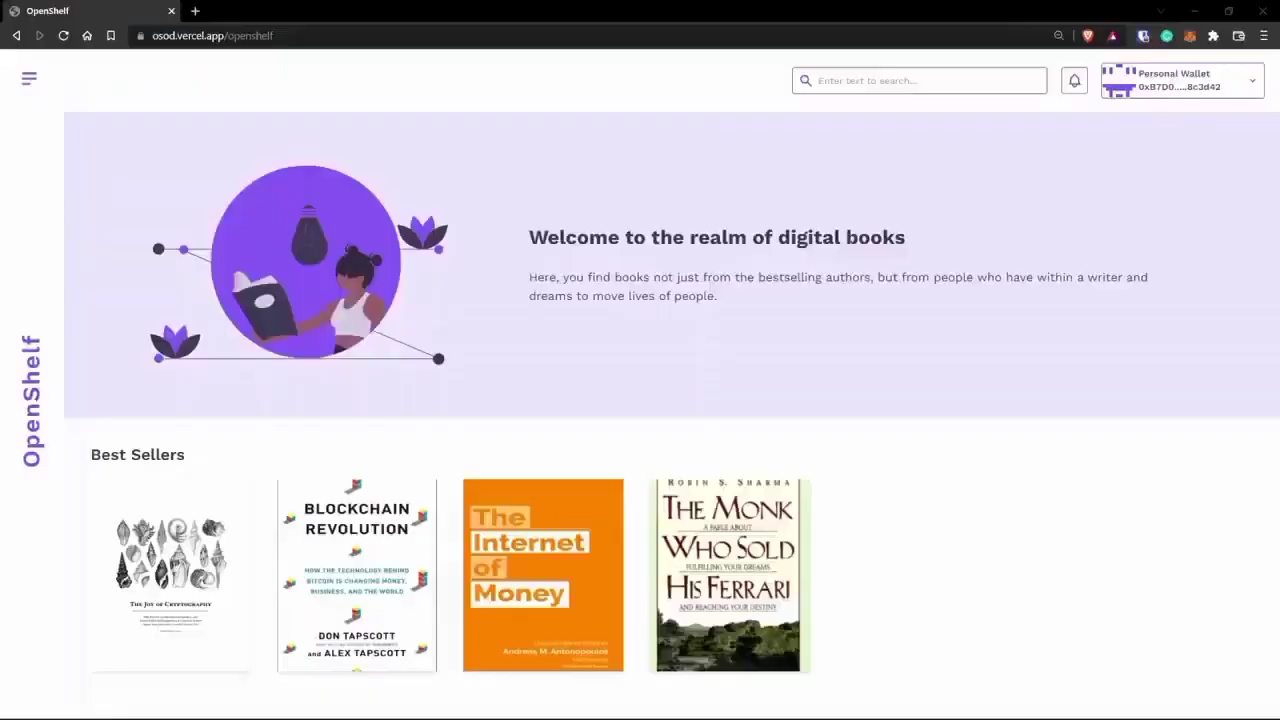 OpenShelf
osod.vercel.app/openshelf
Enter text to search...
Personal Wallet
0xB7D0.....8c3d42
Welcome to the realm of digital books
Here, you find books not just from the bestselling authors, but from people who have within a writer and
dreams to move lives of people.
OpenShelf
Best Sellers
THE JOY OF CRYPTOGRAPHY
BLOCKCHAIN
REVOLUTION
HOW THE TECHNOLOGY BEHIND
BITCOIN IS CHANGING MONEY,
BUSINESS, AND THE WORLD
DON TAPSCOTT
and ALEX TAPSCOTT
The
Internet
of
Money
Andreas M. Antonopoulos
ROBIN S. SHARMA
THE MONK
A FABLE ABOUT
WHO SOLD
FULFILLING YOUR DREAMS
HIS FERRARI
AND REACHING YOUR DESTINY